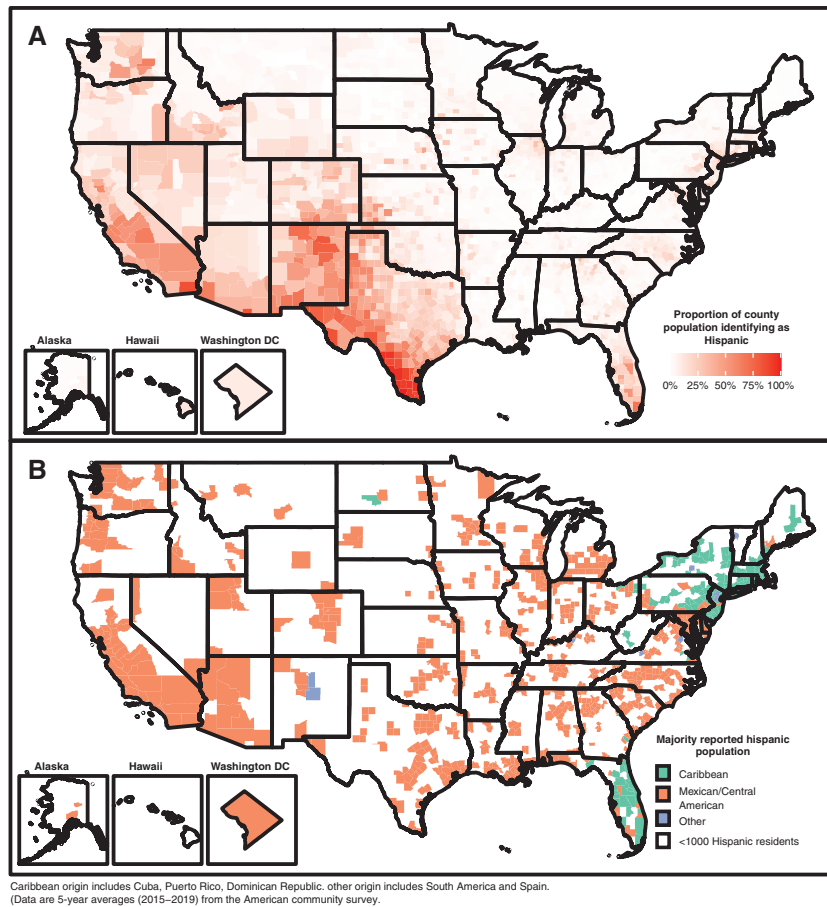 A
Proportion of county
population identifying as
Hispanic
0% 25% 50% 75% 100%
Alaska
Hawaii
Washington DC
B
Majority reported hispanic
population
Caribbean
Mexican/Central
American
Other
<1000 Hispanic residents
Alaska
Hawaii
Washington DC
Caribbean origin includes Cuba, Puerto Rico, Dominican Republic. other origin includes South America and Spain.
(Data are 5-year averages (2015–2019) from the American community survey.